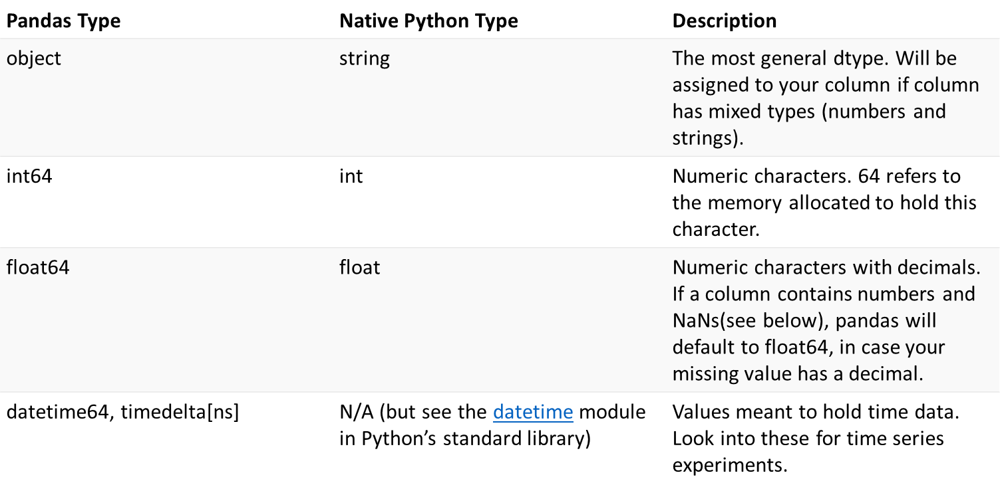 Pandas Type Native Python Type Description
object string The most general dtype. Will be
assigned to your column if column
has mixed types (numbers and
strings).
int64 int Numeric characters. 64 refers to
the memory allocated to hold this
character.
float64 float Numeric characters with decimals.
If a column contains numbers and
NaNs(see below), pandas will
default to float64, in case your
missing value has a decimal.
datetime64, timedelta[ns] N/A (but see the datetime module Values meant to hold time data.
in Python’s standard library) Look into these for time series
experiments.